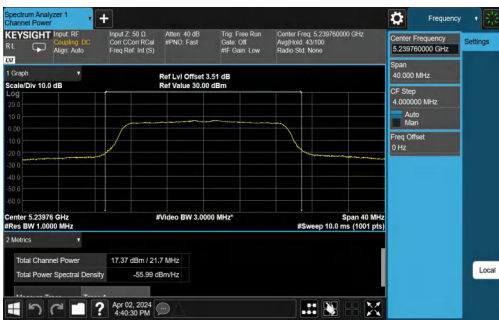 Spectrum Analyzer 1
Channel Power
Frequency
KEYSIGHT
RL
Input: RF
Coupling: DC
Align: Auto
Input Z: 50 Ω
Corr CCorr RCal
Freq Ref: Int (S)
Atten: 40 dB
#PNO: Fast
Trig: Free Run
Gate: Off
#IF Gain: Low
Center Freq: 5.239760000 GHz
Avg|Hold: 43/100
Radio Std: None
Center Frequency
5.239760000 GHz
Settings
Span
40.000 MHz
CF Step
4.000000 MHz
Auto
Man
Freq Offset
0 Hz
1 Graph
Scale/Div 10.0 dB
Ref Lvl Offset 3.51 dB
Ref Value 30.00 dBm
Log
20.0
10.0
0.00
-10.0
-20.0
-30.0
-40.0
-50.0
-60.0
Center 5.23976 GHz
#Res BW 1.0000 MHz
#Video BW 3.0000 MHz*
Span 40 MHz
#Sweep 10.0 ms (1001 pts)
2 Metrics
Total Channel Power
17.37 dBm / 21.7 MHz
Total Power Spectral Density
-55.99 dBm/Hz
Local
?
Apr 02, 2024
4:40:30 PM